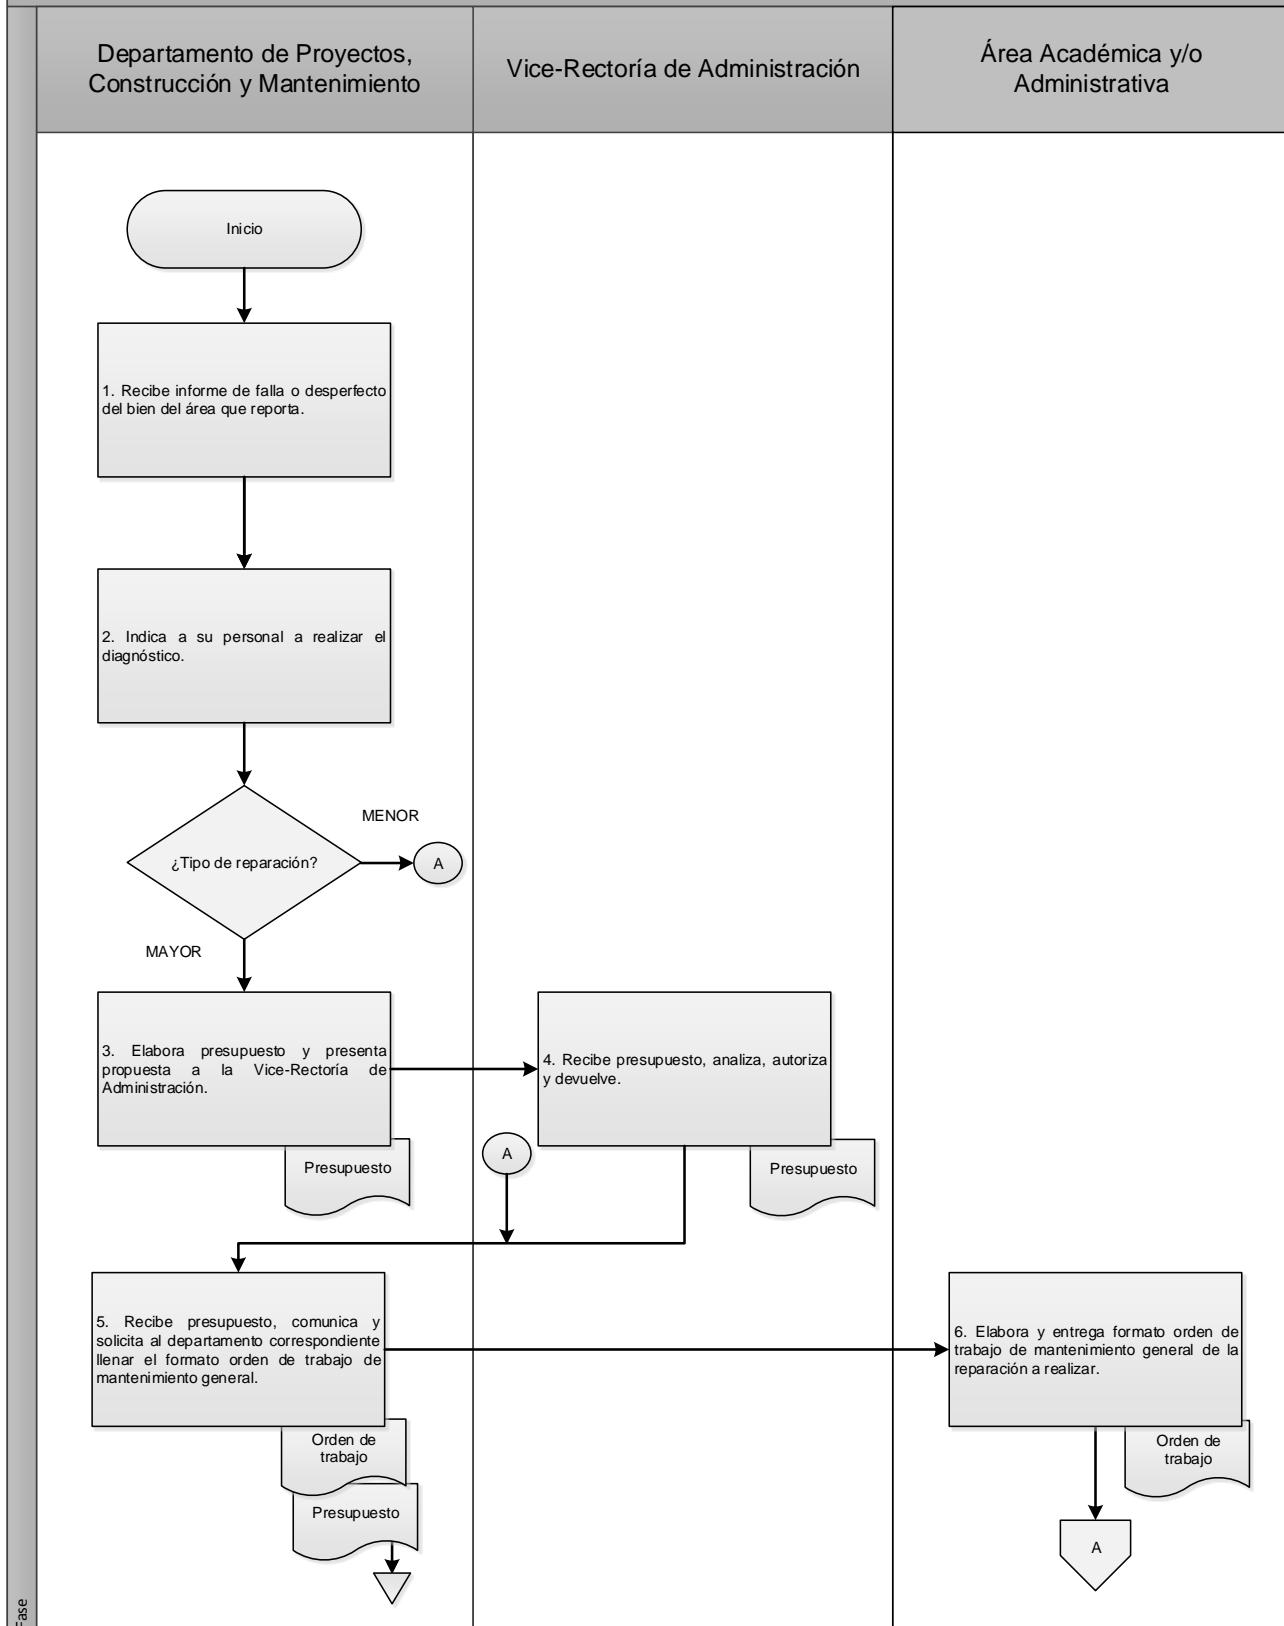 Departamento de Proyectos,
Construcción y Mantenimiento
Vice-Rectoría de Administración
Área Académica y/o
Administrativa
Inicio
1. Recibe informe de falla o desperfecto
del bien del área que reporta.
2. Indica a su personal a realizar el
diagnóstico.
MENOR
¿Tipo de reparación?
A
MAYOR
3. Elabora presupuesto y presenta
propuesta a la Vice-Rectoría de
Administración.
4. Recibe presupuesto, analiza, autoriza
y devuelve.
Presupuesto
A
Presupuesto
5. Recibe presupuesto, comunica y
solicita al departamento correspondiente
llenar el formato orden de trabajo de
mantenimiento general.
6. Elabora y entrega formato orden de
trabajo de mantenimiento general de la
reparación a realizar.
Orden de
trabajo
Orden de
trabajo
Presupuesto
A
Fase